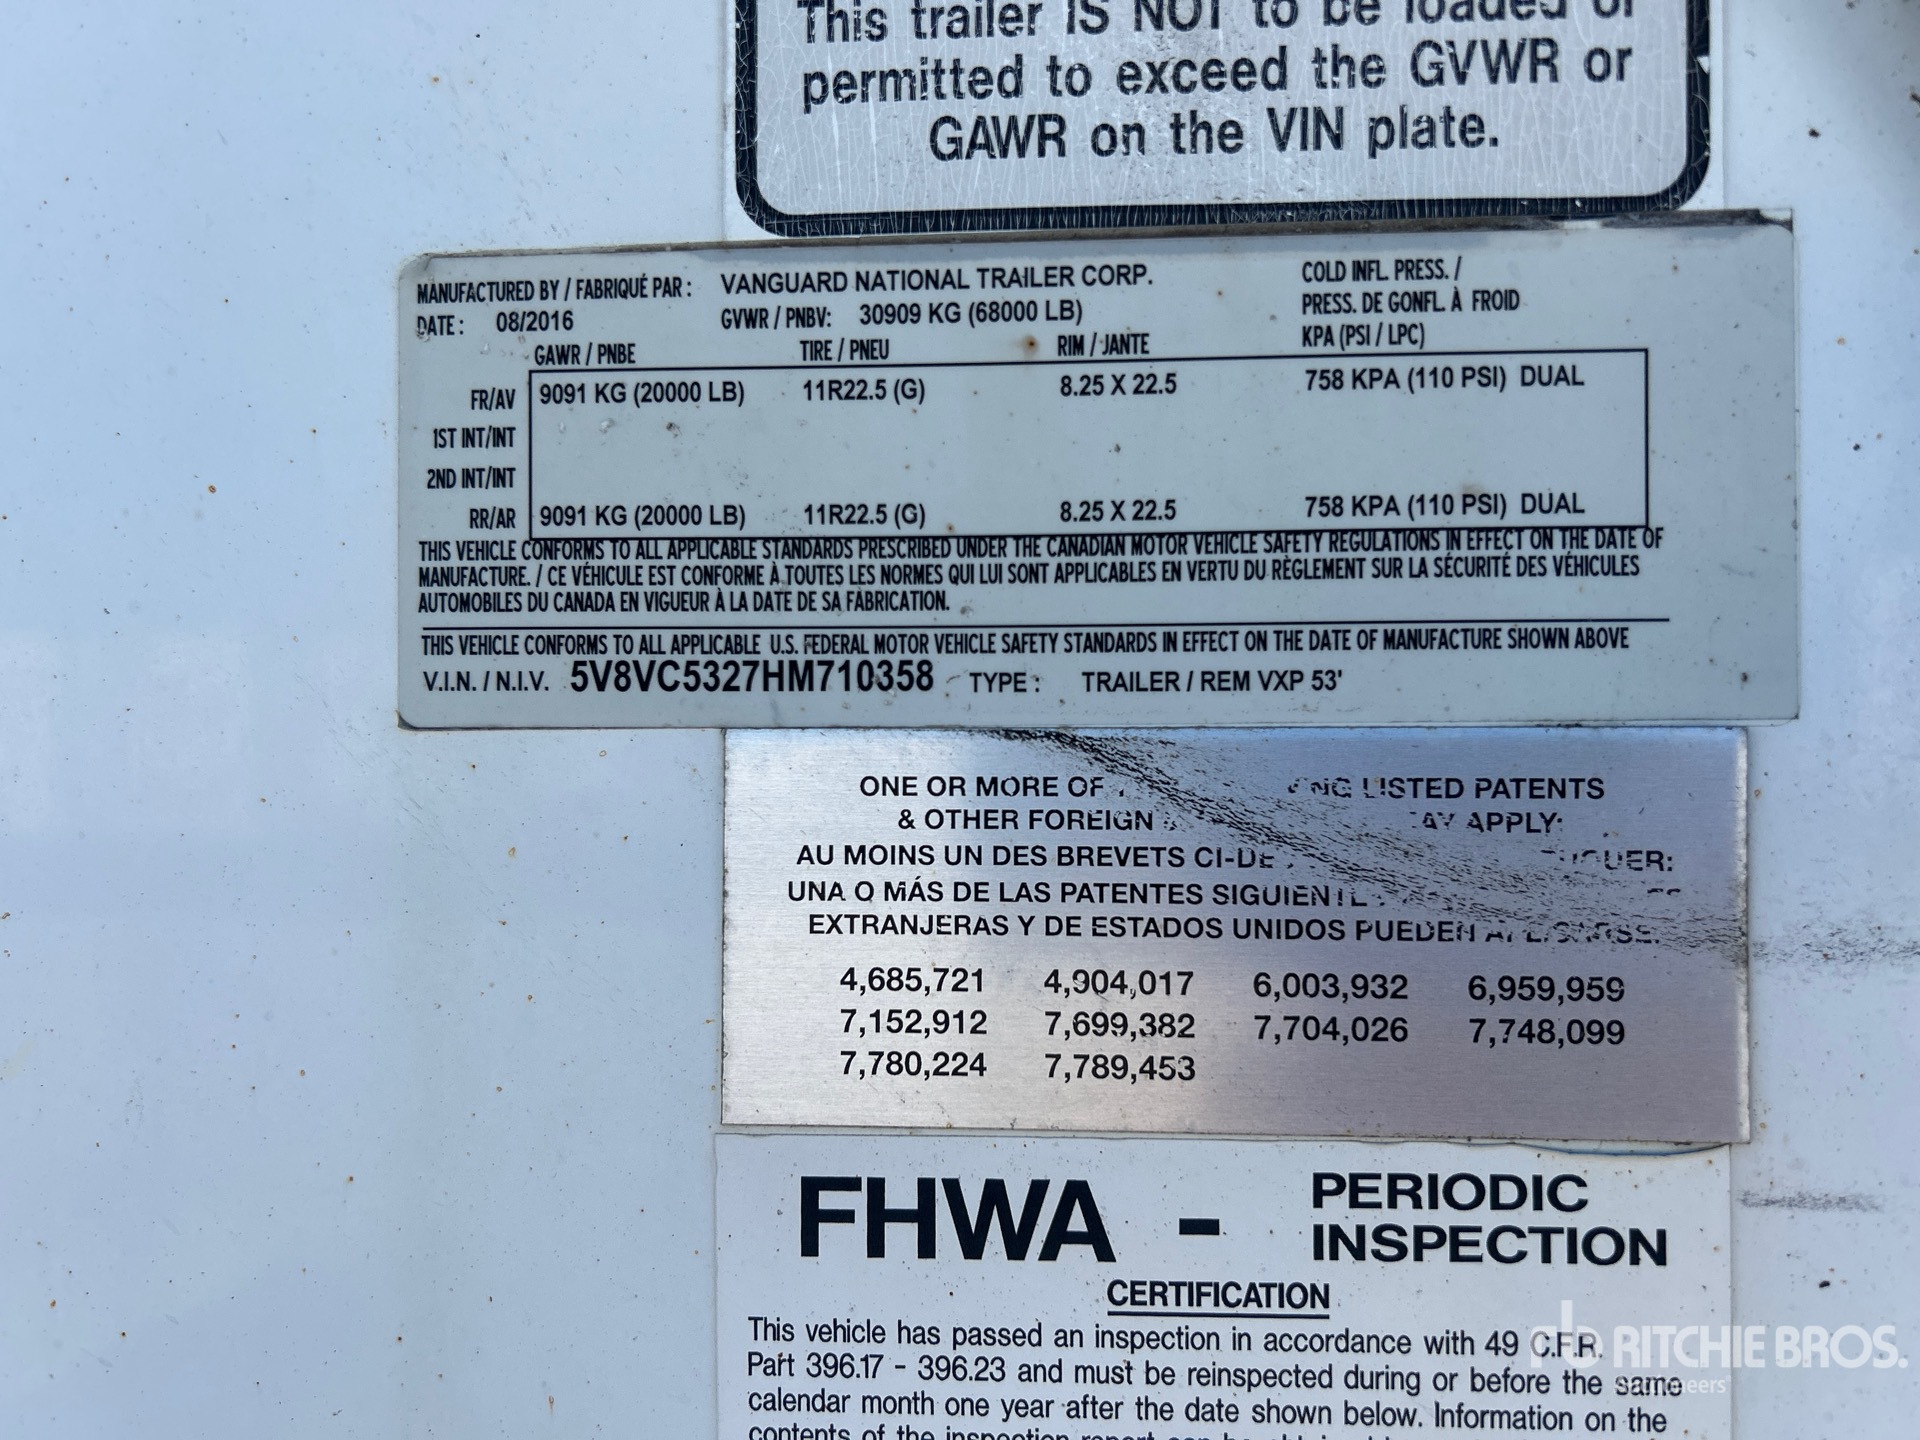 This trailer IS NOT to be loaded or
permitted to exceed the GVWR or
GAWR on the VIN plate.
MANUFACTURED BY / FABRIQUÉ PAR : VANGUARD NATIONAL TRAILER CORP. COLD INFL. PRESS. /
PRESS. DE GONFL. À FROID
DATE : 08/2016 GVWR / PNBV: 30909 KG (68000 LB) KPA (PSI / LPC)
GAWR / PNBE TIRE / PNEU RIM / JANTE
FR/AV 9091 KG (20000 LB) 11R22.5 (G) 8.25 X 22.5 758 KPA (110 PSI) DUAL
1ST INT/INT
2ND INT/INT
RR/AR 9091 KG (20000 LB) 11R22.5 (G) 8.25 X 22.5 758 KPA (110 PSI) DUAL
THIS VEHICLE CONFORMS TO ALL APPLICABLE STANDARDS PRESCRIBED UNDER THE CANADIAN MOTOR VEHICLE SAFETY REGULATIONS IN EFFECT ON THE DATE OF
MANUFACTURE. / CE VÉHICULE EST CONFORME À TOUTES LES NORMES QUI LUI SONT APPLICABLES EN VERTU DU RÈGLEMENT SUR LA SÉCURITÉ DES VÉHICULES
AUTOMOBILES DU CANADA EN VIGUEUR À LA DATE DE SA FABRICATION.
THIS VEHICLE CONFORMS TO ALL APPLICABLE U.S. FEDERAL MOTOR VEHICLE SAFETY STANDARDS IN EFFECT ON THE DATE OF MANUFACTURE SHOWN ABOVE
V.I.N. / N.I.V. 5V8VC5327HM710358 TYPE : TRAILER / REM VXP 53'
ONE OR MORE OF LISTED PATENTS
& OTHER FOREIGN APPLY:
AU MOINS UN DES BREVETS
UNA O MÁS DE LAS PATENTES
EXTRANJERAS Y DE ESTADOS UNIDOS PUEDEN
4,685,721 4,904,017 6,003,932 6,959,959
7,152,912 7,699,382 7,704,026 7,748,099
7,780,224 7,789,453
FHWA - PERIODIC
INSPECTION
CERTIFICATION
This vehicle has passed an inspection in accordance with 49 C.F.R.
Part 396.17 - 396.23 and must be reinspected during or before the same
calendar month one year after the date shown below. Information on the
contents of the inspection report can be
RITCHIE BROS.
Auctioneers